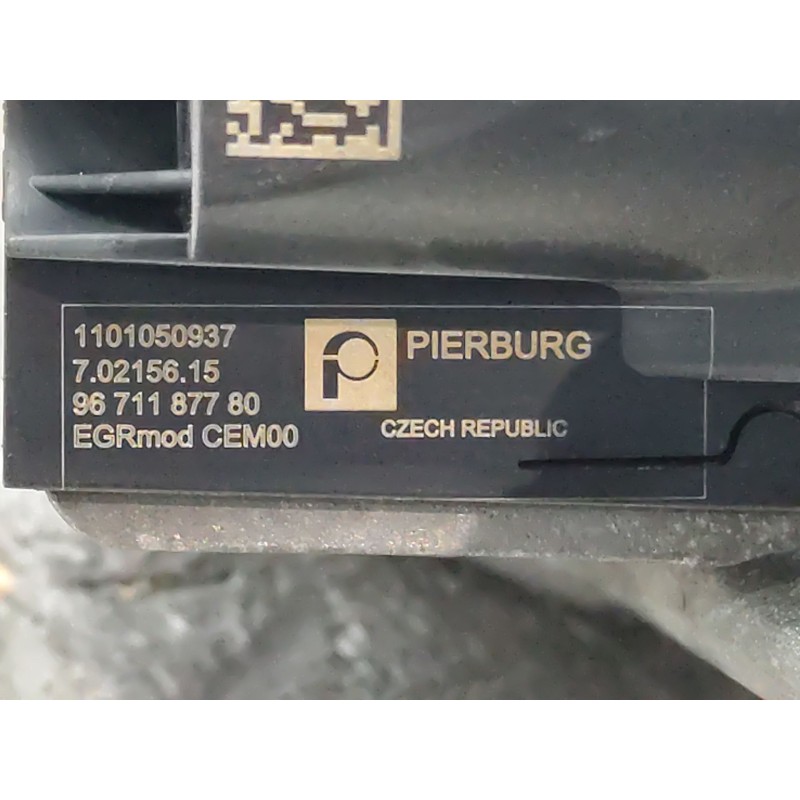 1101050937
7.02156.15
96 711 877 80
EGRmod CEM00
PIERBURG
CZECH REPUBLIC